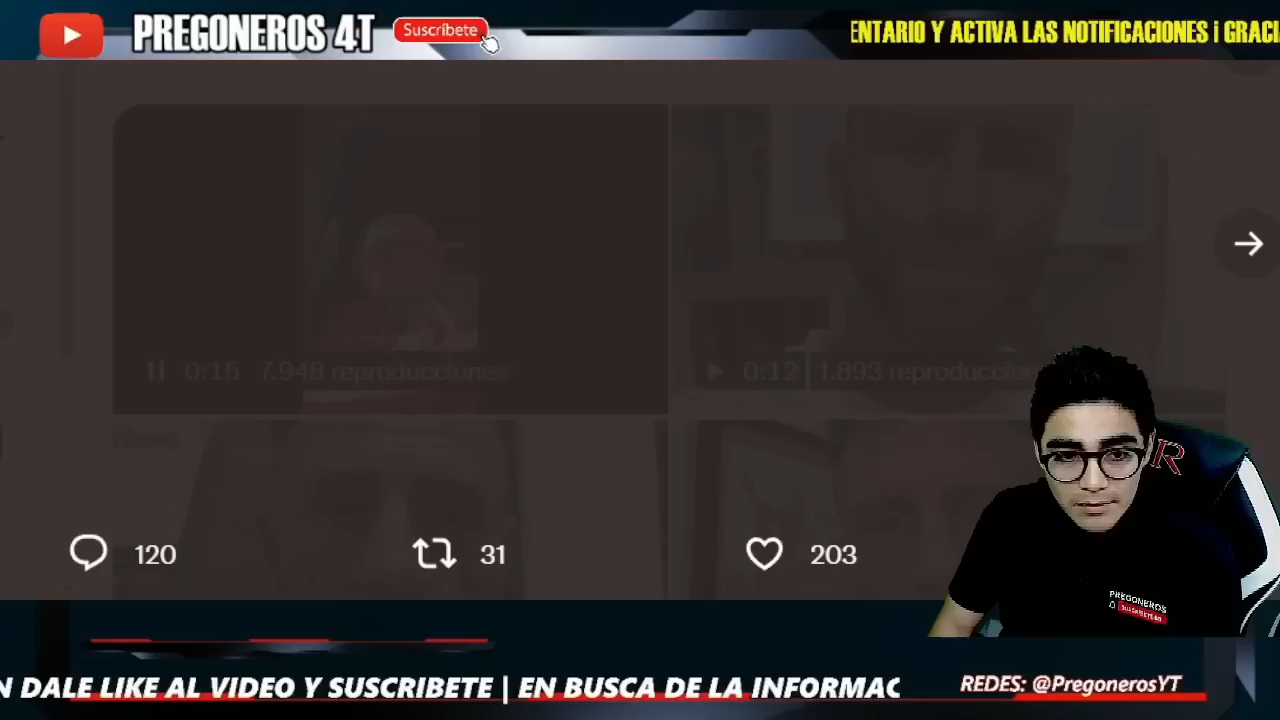 PREGONEROS 4T
Suscríbete
ENTARIO Y ACTIVA LAS NOTIFICACIONES ¡ GRACI
0:15 7.948 reproducciones
0:12 1.893
R
120
31
203
PREGONEROS
N DALE LIKE AL VIDEO Y SUSCRIBETE | EN BUSCA DE LA INFORMAC
REDES: @PregonerosYT